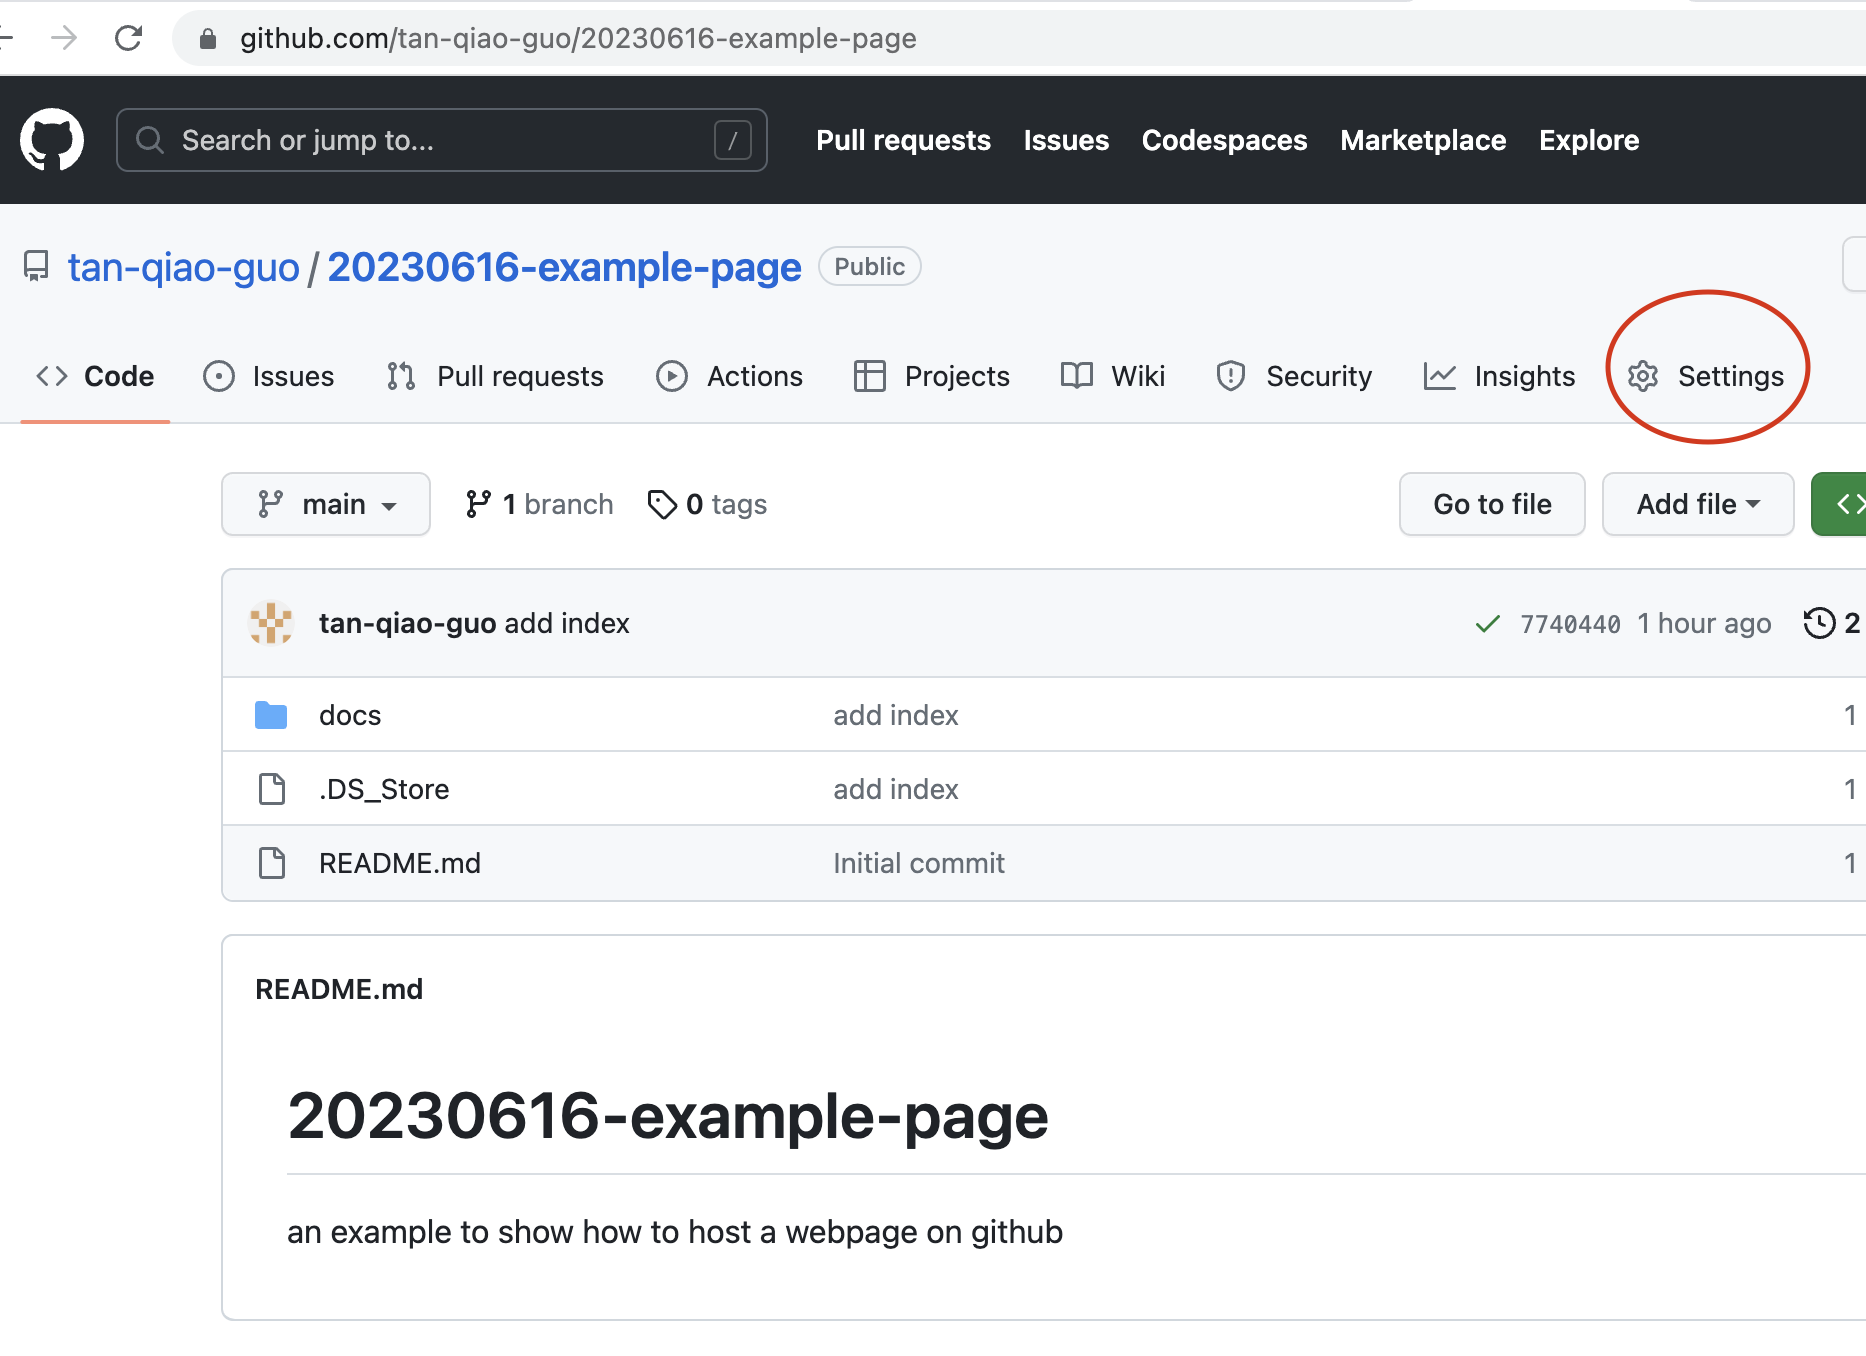 github.com/tan-qiao-guo/20230616-example-page
Search or jump to... / Pull requests Issues Codespaces Marketplace Explore
tan-qiao-guo / 20230616-example-page Public
Code Issues Pull requests Actions Projects Wiki Security Insights Settings
main 1 branch 0 tags Go to file Add file
tan-qiao-guo add index 7740440 1 hour ago 2
docs add index 1
.DS_Store add index 1
README.md Initial commit 1
README.md
20230616-example-page
an example to show how to host a webpage on github